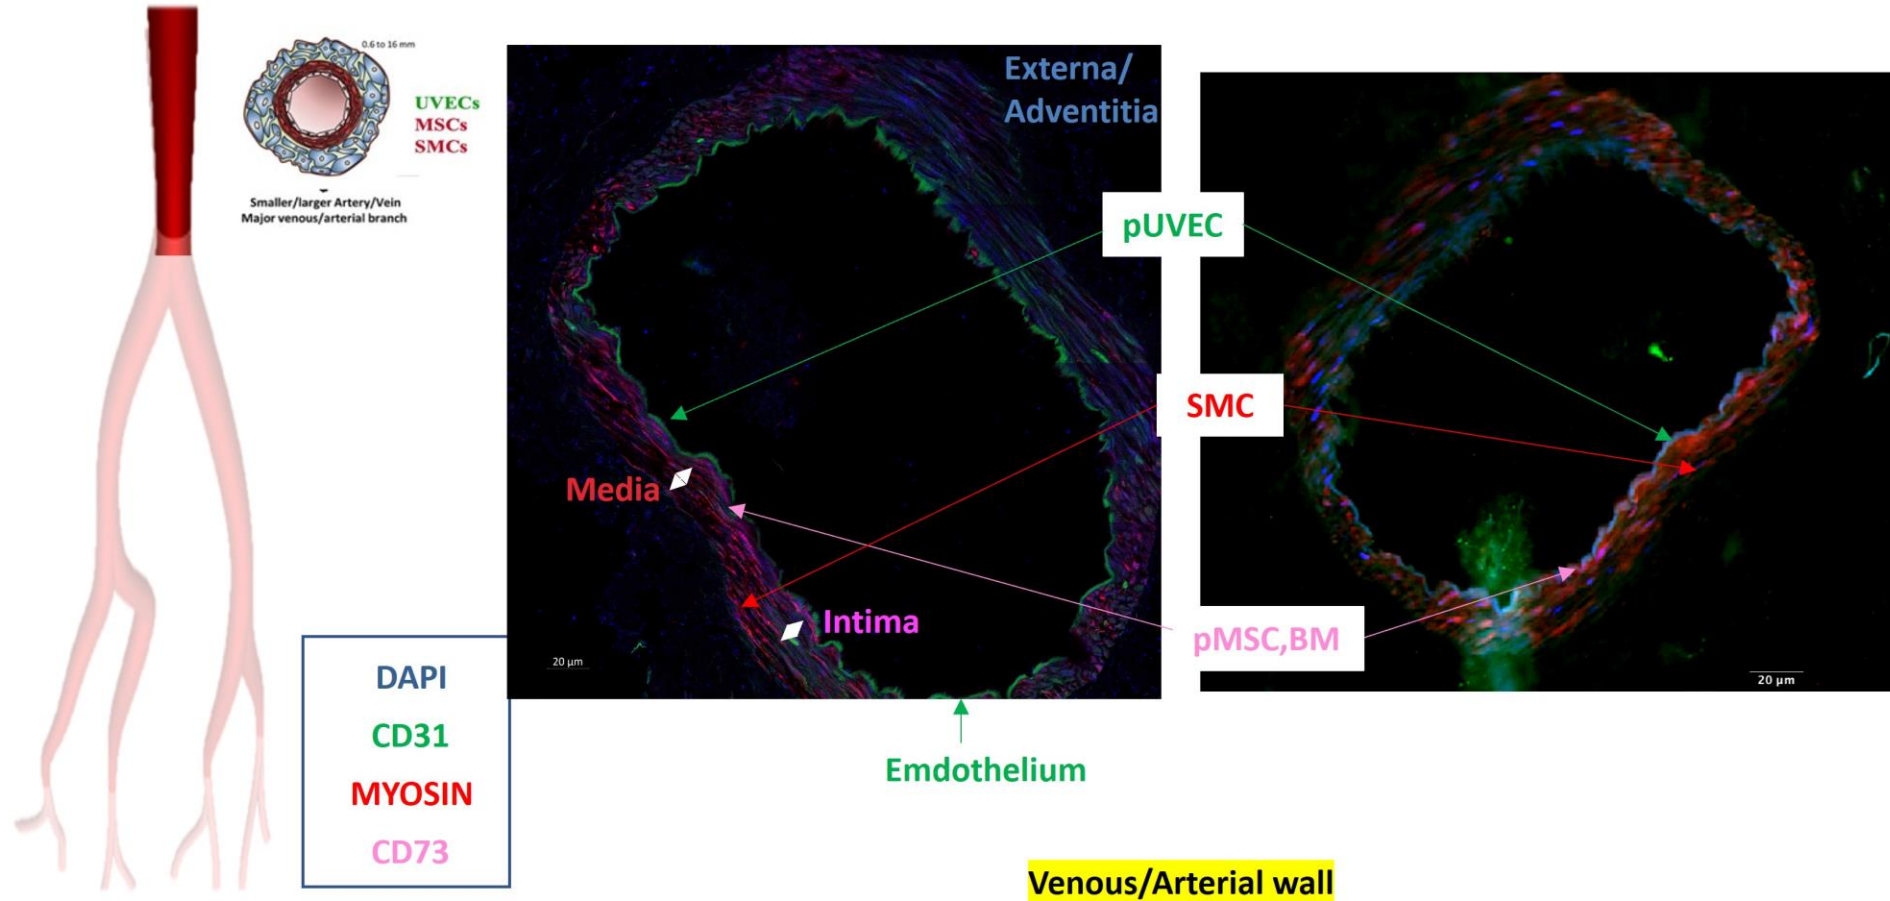 0.6 to 16 mm
UVECs
MSCs
SMCs
Smaller/larger Artery/Vein
Major venous/arterial branch
Externa/
Adventitia
pUVEC
SMC
Media
Intima
pMSC,BM
20 µm
20 µm
DAPI
CD31
MYOSIN
CD73
Emdothelium
Venous/Arterial wall